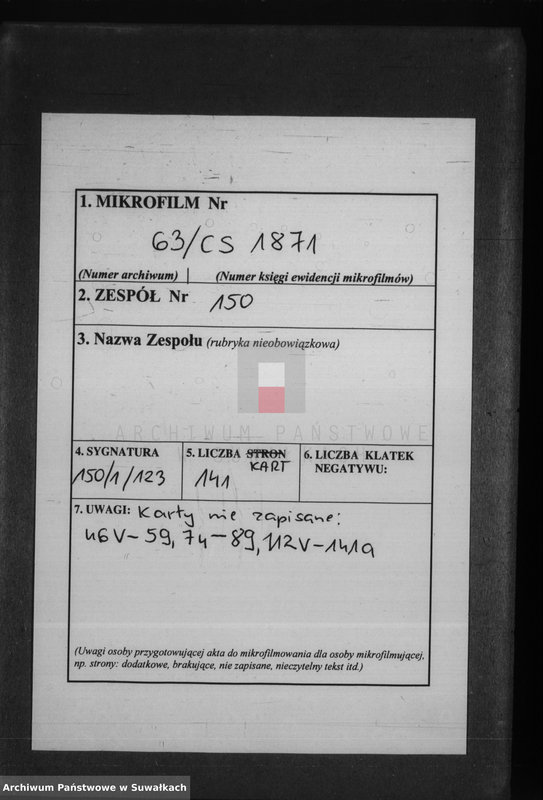 1. MIKROFILM Nr
63/CS 1871
(Numer archiwum) | (Numer księgi ewidencji mikrofilmów)
2. ZESPÓŁ Nr 150
3. Nazwa Zespołu (rubryka nieobowiązkowa)
ARCHIWUM PAŃSTWOWE
4. SYGNATURA
150/1/123
5. LICZBA STRON
KART
141
6. LICZBA KLATEK
NEGATYWU:
7. UWAGI: Karty nie zapisane:
46V-59, 74-89, 112V-141a
(Uwagi osoby przygotowującej akta do mikrofilmowania dla osoby mikrofilmującej,
np. strony: dodatkowe, brakujące, nie zapisane, nieczytelny tekst itd.)
Archiwum Państwowe w Suwałkach